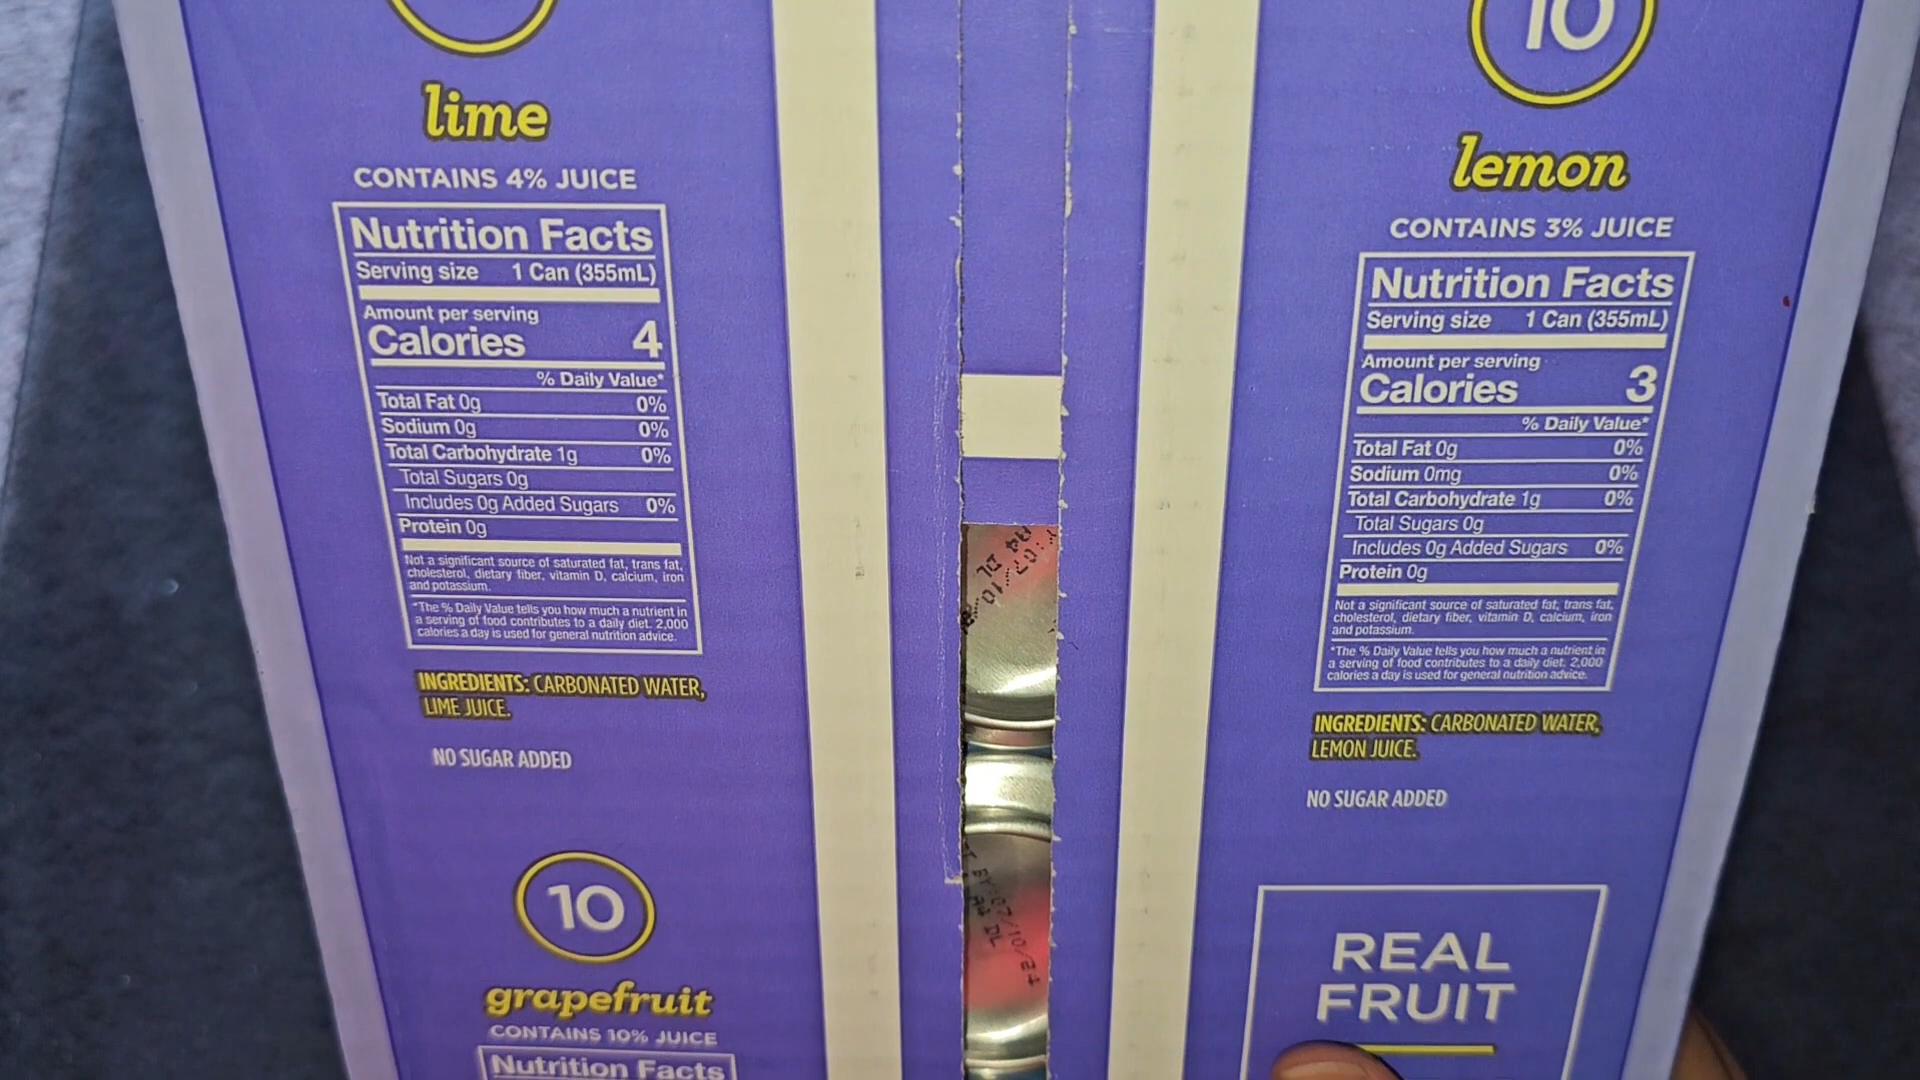 lime
CONTAINS 4% JUICE
Nutrition Facts
Serving size 1 Can (355mL)
Amount per serving
Calories 4
% Daily Value*
Total Fat 0g 0%
Sodium 0g 0%
Total Carbohydrate 1g 0%
Total Sugars 0g
Includes 0g Added Sugars 0%
Protein 0g
Not a significant source of saturated fat, trans fat,
cholesterol, dietary fiber, vitamin D, calcium, iron
and potassium.
*The % Daily Value tells you how much a nutrient in
a serving of food contributes to a daily diet. 2,000
calories a day is used for general nutrition advice.
INGREDIENTS: CARBONATED WATER,
LIME JUICE.
NO SUGAR ADDED
10
grapefruit
CONTAINS 10% JUICE
Nutrition Facts
07/10
DL
BY:07/10/24
DL
10
lemon
CONTAINS 3% JUICE
Nutrition Facts
Serving size 1 Can (355mL)
Amount per serving
Calories 3
% Daily Value*
Total Fat 0g 0%
Sodium 0mg 0%
Total Carbohydrate 1g 0%
Total Sugars 0g
Includes 0g Added Sugars 0%
Protein 0g
Not a significant source of saturated fat, trans fat,
cholesterol, dietary fiber, vitamin D, calcium, iron
and potassium.
*The % Daily Value tells you how much a nutrient in
a serving of food contributes to a daily diet. 2,000
calories a day is used for general nutrition advice.
INGREDIENTS: CARBONATED WATER,
LEMON JUICE.
NO SUGAR ADDED
REAL
FRUIT